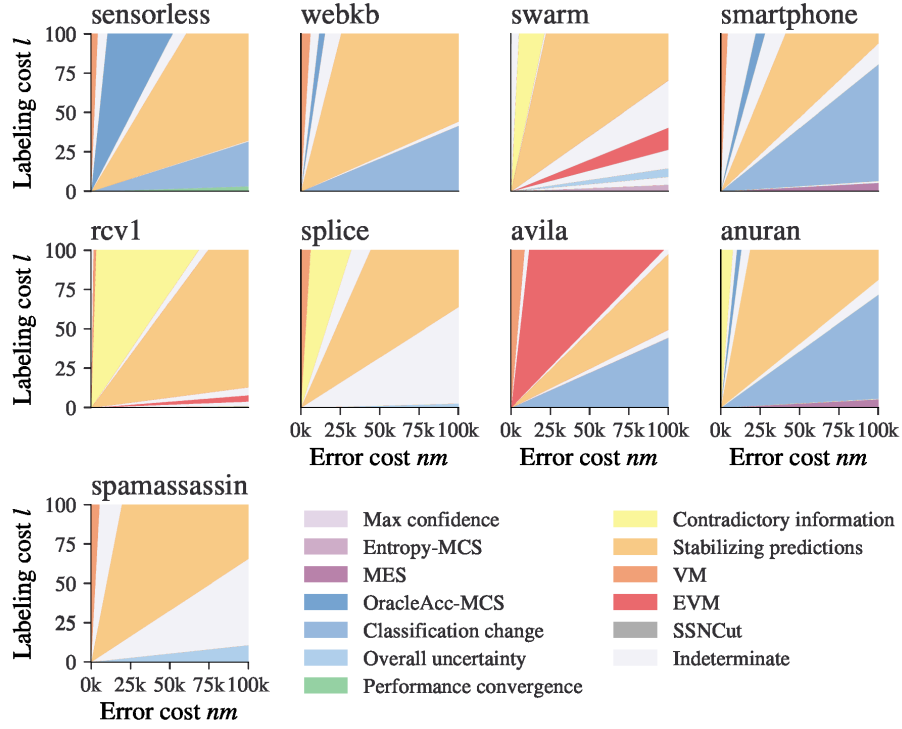 sensorless webkb swarm smartphone
Labeling cost l
100
75
50
25
0
rcv1 splice avila anuran
Labeling cost l
100
75
50
25
0
0k 25k 50k 75k 100k 0k 25k 50k 75k 100k 0k 25k 50k 75k 100k
Error cost nm Error cost nm Error cost nm
spamassassin
Labeling cost l
100
75
50
25
0
0k 25k 50k 75k 100k
Error cost nm
Max confidence
Entropy-MCS
MES
OracleAcc-MCS
Classification change
Overall uncertainty
Performance convergence
Contradictory information
Stabilizing predictions
VM
EVM
SSNCut
Indeterminate